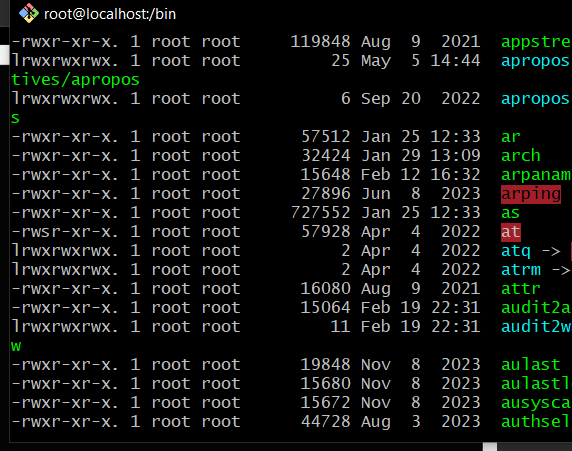 root@localhost:/bin
-rwxr-xr-x. 1 root root 119848 Aug 9 2021 appstre
lrwxrwxrwx. 1 root root 25 May 5 14:44 apropos
tives/apropos
lrwxrwxrwx. 1 root root 6 Sep 20 2022 apropos
s
-rwxr-xr-x. 1 root root 57512 Jan 25 12:33 ar
-rwxr-xr-x. 1 root root 32424 Jan 29 13:09 arch
-rwxr-xr-x. 1 root root 15648 Feb 12 16:32 arpanam
-rwxr-xr-x. 1 root root 27896 Jun 8 2023 arping
-rwxr-xr-x. 1 root root 727552 Jan 25 12:33 as
-rwsr-xr-x. 1 root root 57928 Apr 4 2022 at
lrwxrwxrwx. 1 root root 2 Apr 4 2022 atq ->
lrwxrwxrwx. 1 root root 2 Apr 4 2022 atrm ->
-rwxr-xr-x. 1 root root 16080 Aug 9 2021 attr
-rwxr-xr-x. 1 root root 15064 Feb 19 22:31 audit2a
lrwxrwxrwx. 1 root root 11 Feb 19 22:31 audit2w
w
-rwxr-xr-x. 1 root root 19848 Nov 8 2023 aulast
-rwxr-xr-x. 1 root root 15680 Nov 8 2023 aulastl
-rwxr-xr-x. 1 root root 15672 Nov 8 2023 ausysca
-rwxr-xr-x. 1 root root 44728 Aug 3 2023 authsel